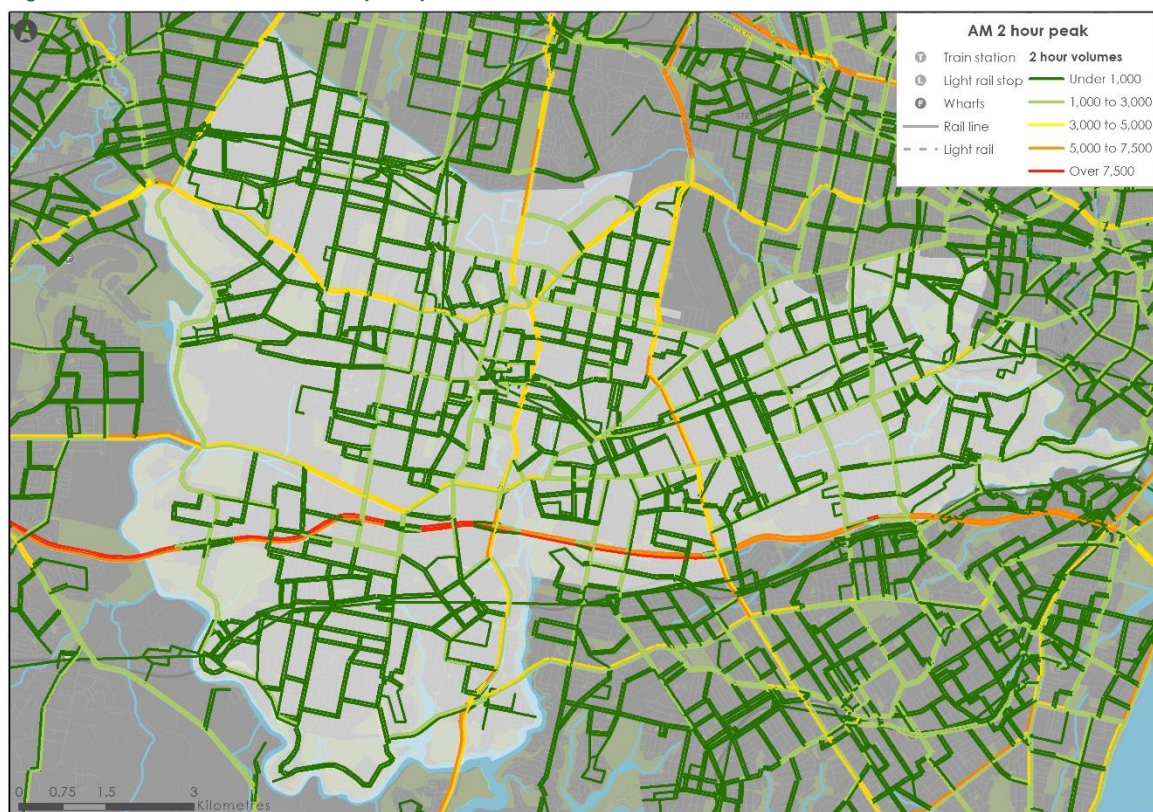 AM 2 hour peak
T Train station
L Light rail stop
F Wharfs
Rail line
Light rail
2 hour volumes
Under 1,000
1,000 to 3,000
3,000 to 5,000
5,000 to 7,500
Over 7,500
0 0.75 1.5 3
Kilometres